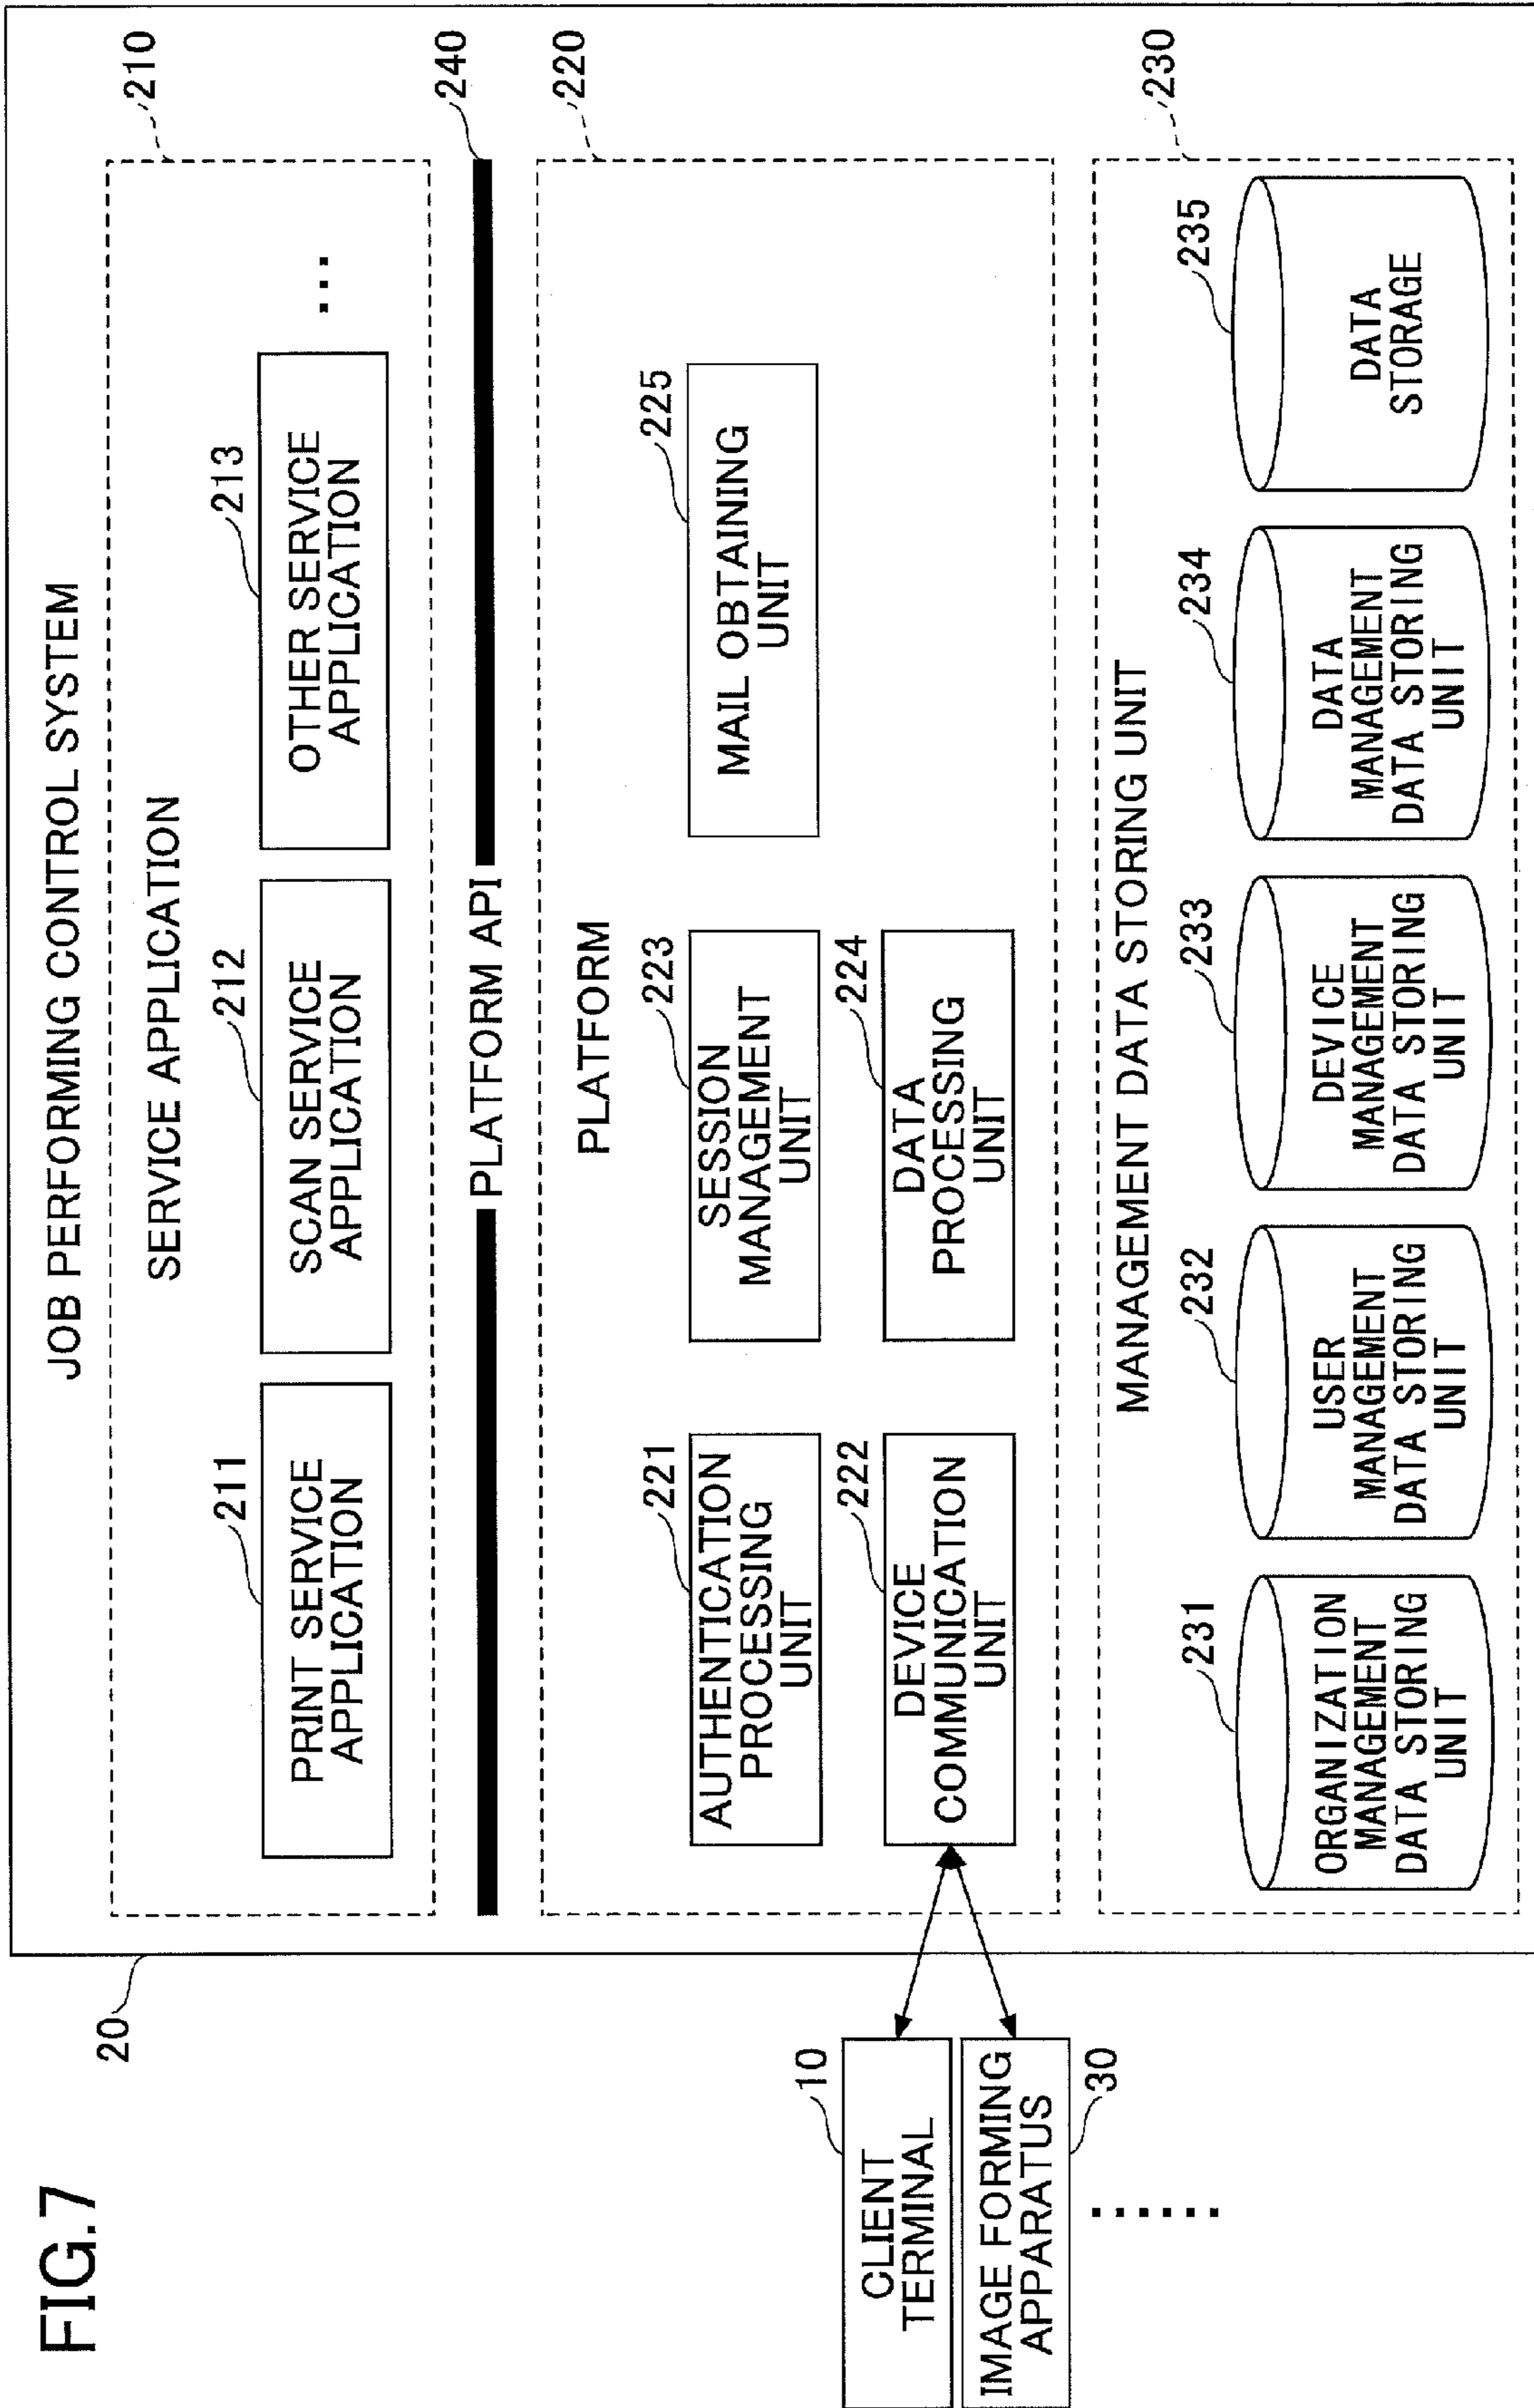 FIG.7
20
JOB PERFORMING CONTROL SYSTEM
210
SERVICE APPLICATION
211
PRINT SERVICE
APPLICATION
212
SCAN SERVICE
APPLICATION
213
OTHER SERVICE
APPLICATION
...
240
PLATFORM API
220
PLATFORM
221
AUTHENTICATION
PROCESSING
UNIT
223
SESSION
MANAGEMENT
UNIT
225
MAIL OBTAINING
UNIT
222
DEVICE
COMMUNICATION
UNIT
224
DATA
PROCESSING
UNIT
10
CLIENT
TERMINAL
IMAGE FORMING
APPARATUS
30
......
230
MANAGEMENT DATA STORING UNIT
231
ORGANIZATION
MANAGEMENT
DATA STORING
UNIT
232
USER
MANAGEMENT
DATA STORING
UNIT
233
DEVICE
MANAGEMENT
DATA STORING
UNIT
234
DATA
MANAGEMENT
DATA STORING
UNIT
235
DATA
STORAGE